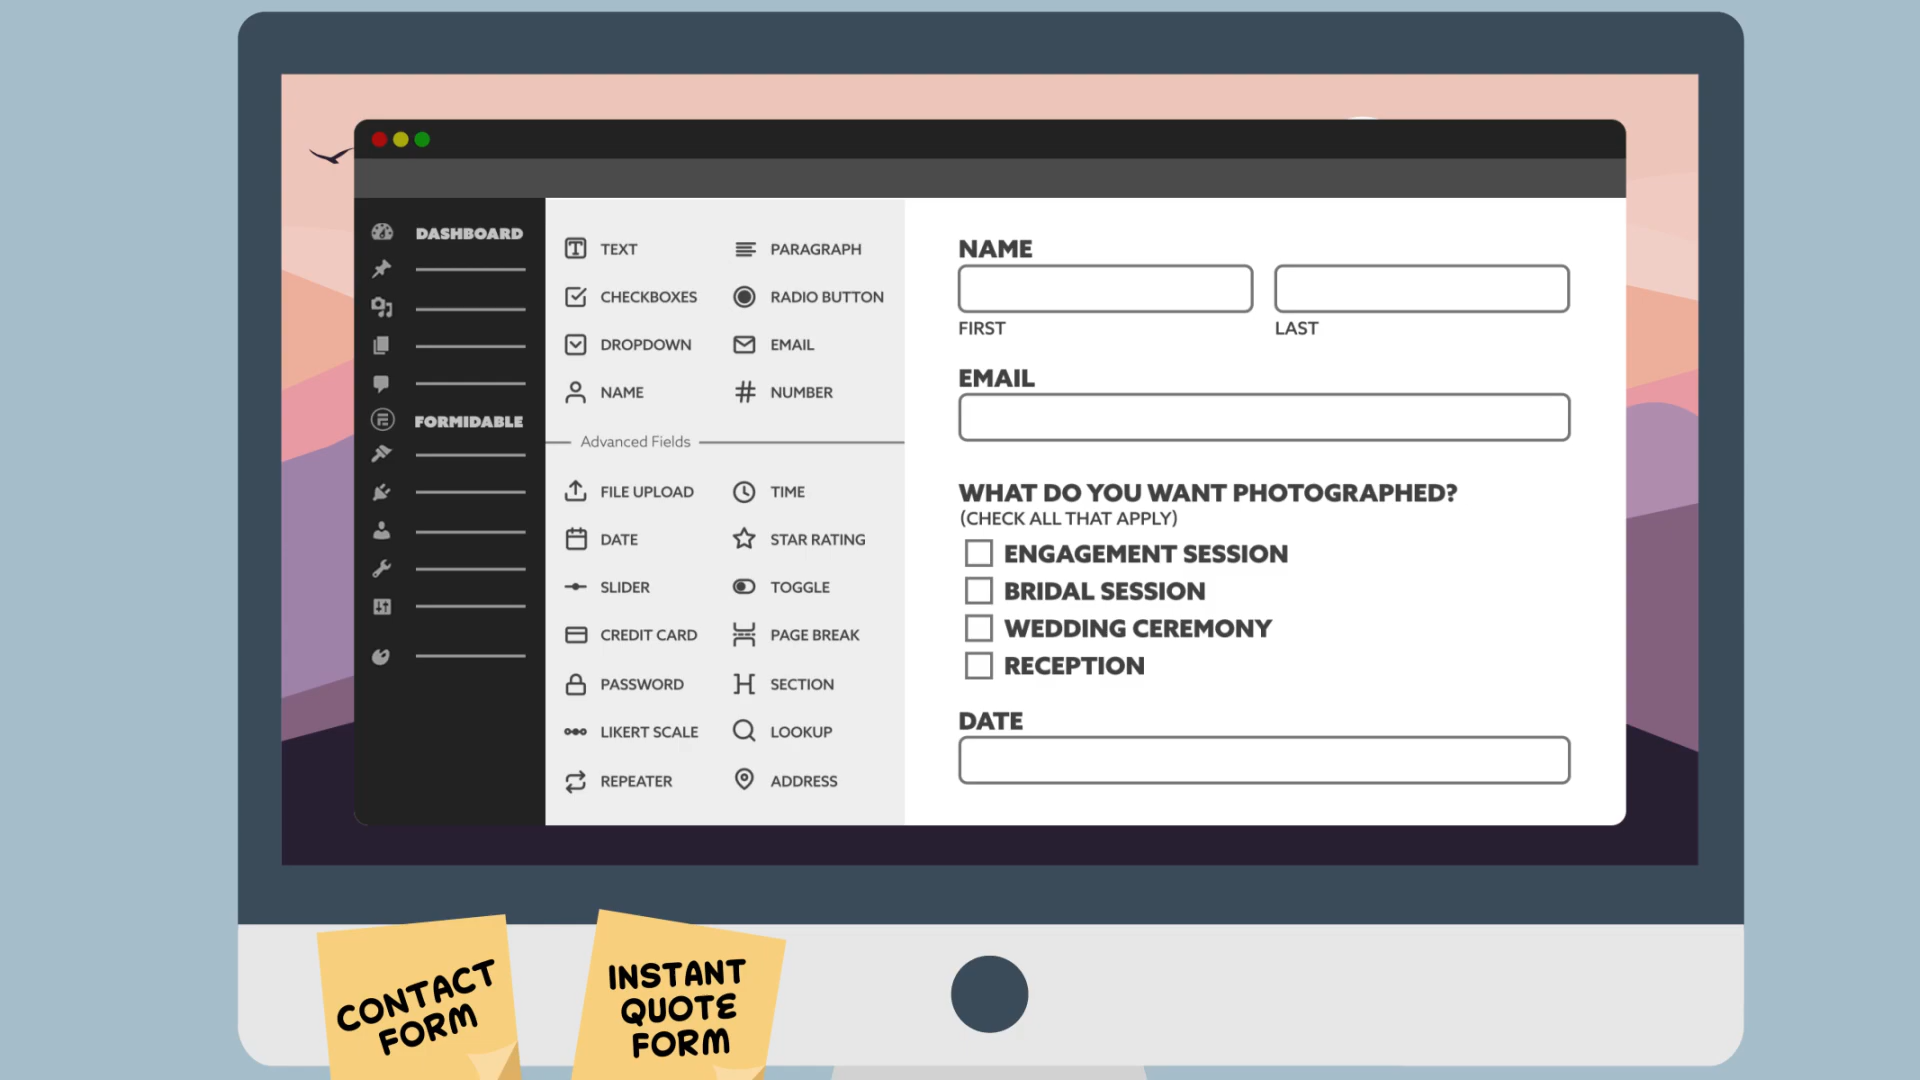 DASHBOARD
FORMIDABLE
TEXT
PARAGRAPH
CHECKBOXES
RADIO BUTTON
DROPDOWN
EMAIL
NAME
NUMBER
Advanced Fields
FILE UPLOAD
TIME
DATE
STAR RATING
SLIDER
TOGGLE
CREDIT CARD
PAGE BREAK
PASSWORD
SECTION
LIKERT SCALE
LOOKUP
REPEATER
ADDRESS
NAME
FIRST
LAST
EMAIL
WHAT DO YOU WANT PHOTOGRAPHED?
(CHECK ALL THAT APPLY)
ENGAGEMENT SESSION
BRIDAL SESSION
WEDDING CEREMONY
RECEPTION
DATE
CONTACT
FORM
INSTANT
QUOTE
FORM